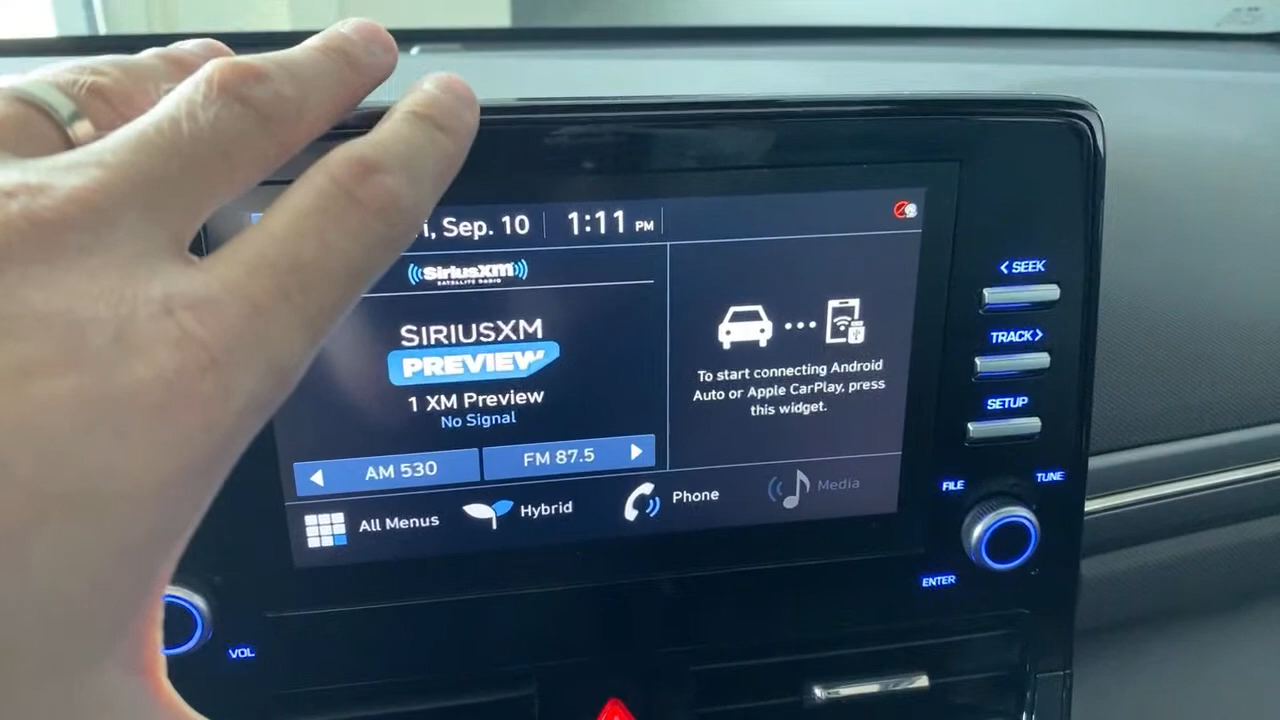 i, Sep. 10
1:11 PM
SiriusXM
SATELLITE RADIO
SIRIUSXM
PREVIEW
1 XM Preview
No Signal
AM 530
FM 87.5
To start connecting Android
Auto or Apple CarPlay, press
this widget.
All Menus
Hybrid
Phone
Media
< SEEK
TRACK >
SETUP
FILE
TUNE
ENTER
VOL